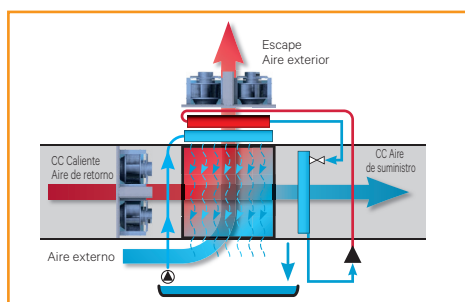 Escape
Aire exterior
CC Caliente
Aire de retorno
CC Aire
de suministro
Aire externo